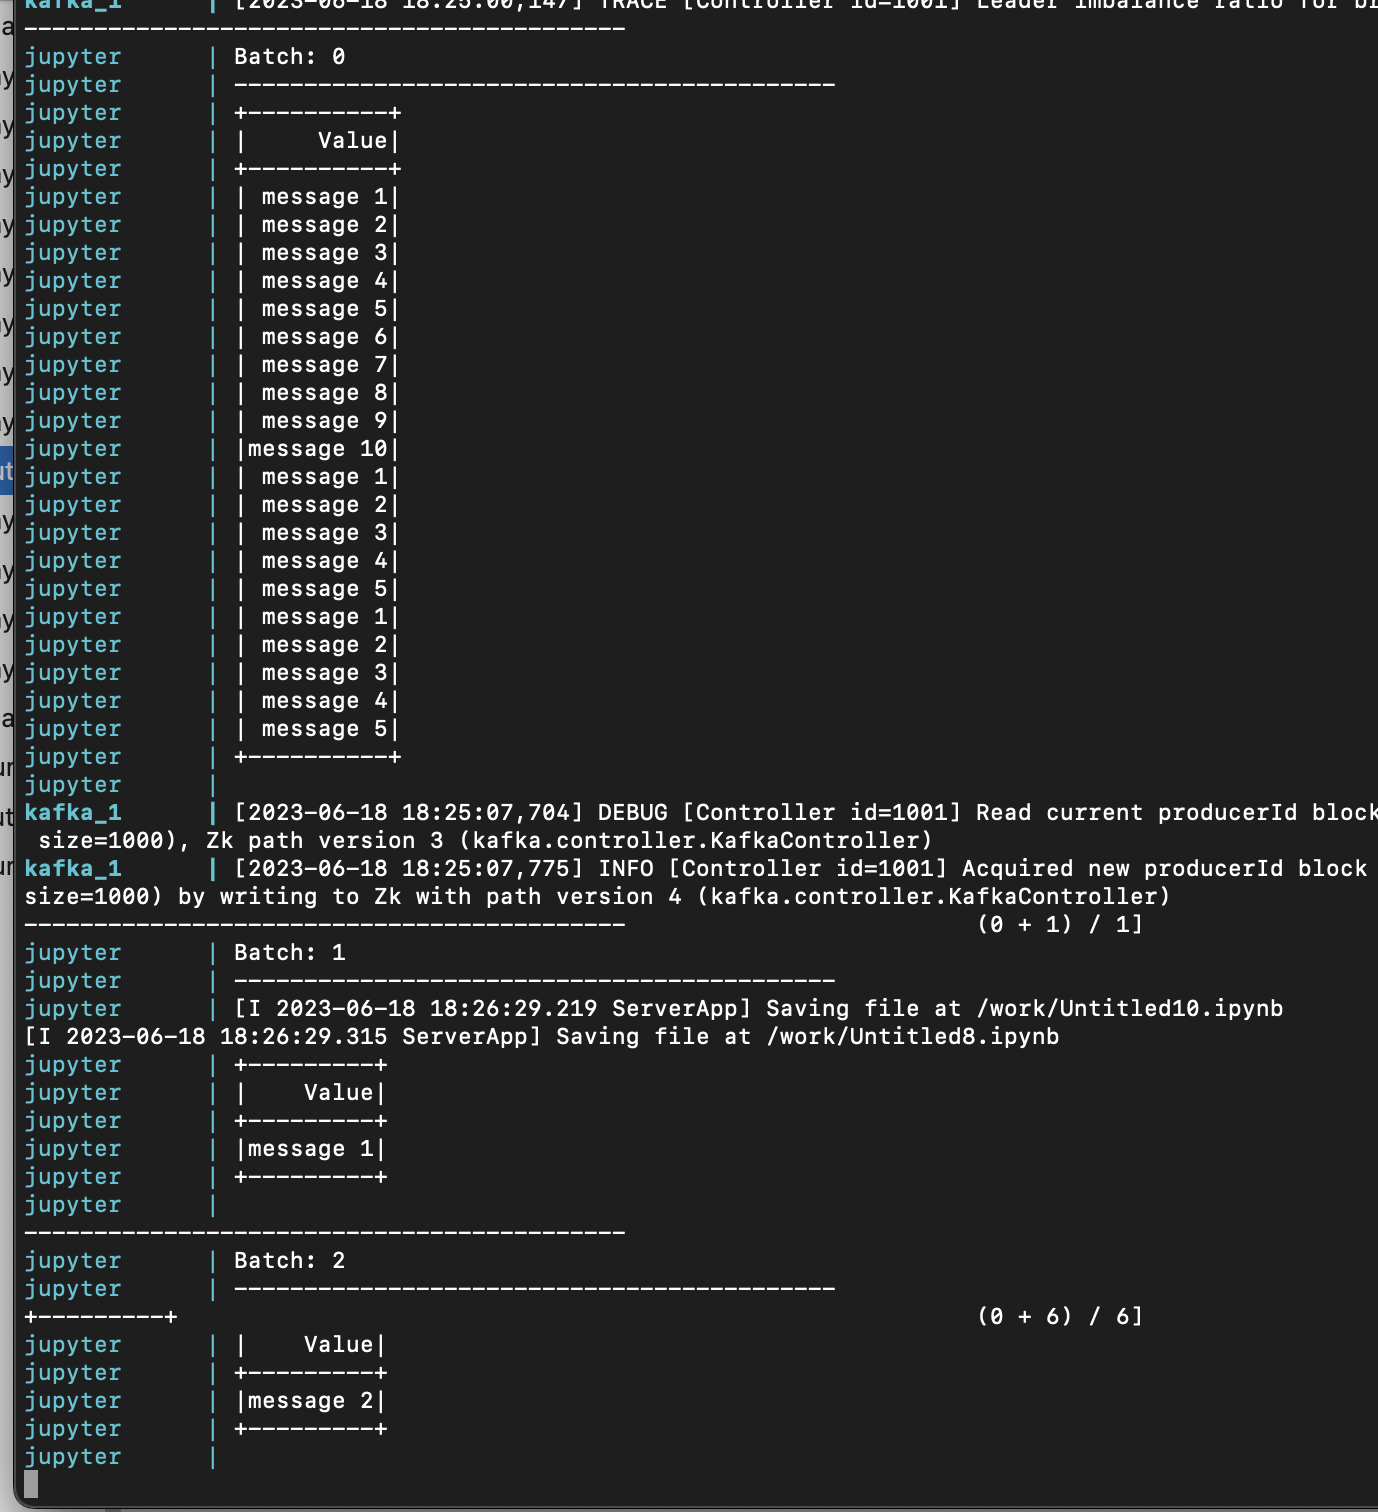 kafka_1 | [2023-06-18 18:25:00,147] TRACE [Controller id=1001] Leader imbalance ratio for
-------------------------------------------
jupyter | Batch: 0
jupyter | -------------------------------------------
jupyter | +----------+
jupyter | | Value|
jupyter | +----------+
jupyter | | message 1|
jupyter | | message 2|
jupyter | | message 3|
jupyter | | message 4|
jupyter | | message 5|
jupyter | | message 6|
jupyter | | message 7|
jupyter | | message 8|
jupyter | | message 9|
jupyter | |message 10|
jupyter | | message 1|
jupyter | | message 2|
jupyter | | message 3|
jupyter | | message 4|
jupyter | | message 5|
jupyter | | message 1|
jupyter | | message 2|
jupyter | | message 3|
jupyter | | message 4|
jupyter | | message 5|
jupyter | +----------+
jupyter |
kafka_1 | [2023-06-18 18:25:07,704] DEBUG [Controller id=1001] Read current producerId block
size=1000), Zk path version 3 (kafka.controller.KafkaController)
kafka_1 | [2023-06-18 18:25:07,775] INFO [Controller id=1001] Acquired new producerId block
size=1000) by writing to Zk with path version 4 (kafka.controller.KafkaController)
------------------------------------------- (0 + 1) / 1]
jupyter | Batch: 1
jupyter | -------------------------------------------
jupyter | [I 2023-06-18 18:26:29.219 ServerApp] Saving file at /work/Untitled10.ipynb
[I 2023-06-18 18:26:29.315 ServerApp] Saving file at /work/Untitled8.ipynb
jupyter | +---------+
jupyter | | Value|
jupyter | +---------+
jupyter | |message 1|
jupyter | +---------+
jupyter |
-------------------------------------------
jupyter | Batch: 2
jupyter | -------------------------------------------
+---------+ (0 + 6) / 6]
jupyter | | Value|
jupyter | +---------+
jupyter | |message 2|
jupyter | +---------+
jupyter |